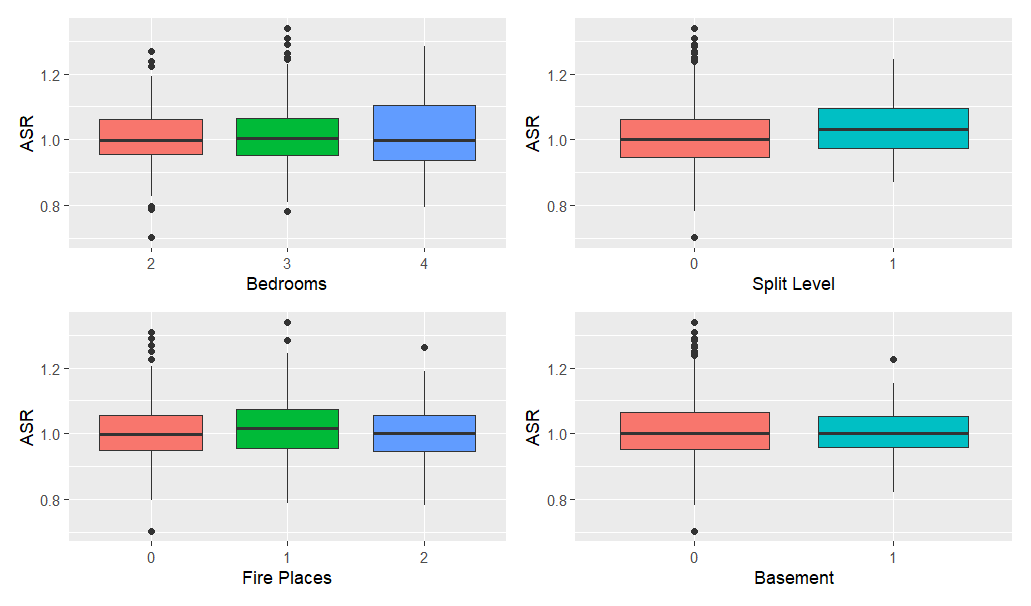 ASR
1.2
1.0
0.8
2 3 4
Bedrooms
ASR
1.2
1.0
0.8
0 1
Split Level
ASR
1.2
1.0
0.8
0 1 2
Fire Places
ASR
1.2
1.0
0.8
0 1
Basement